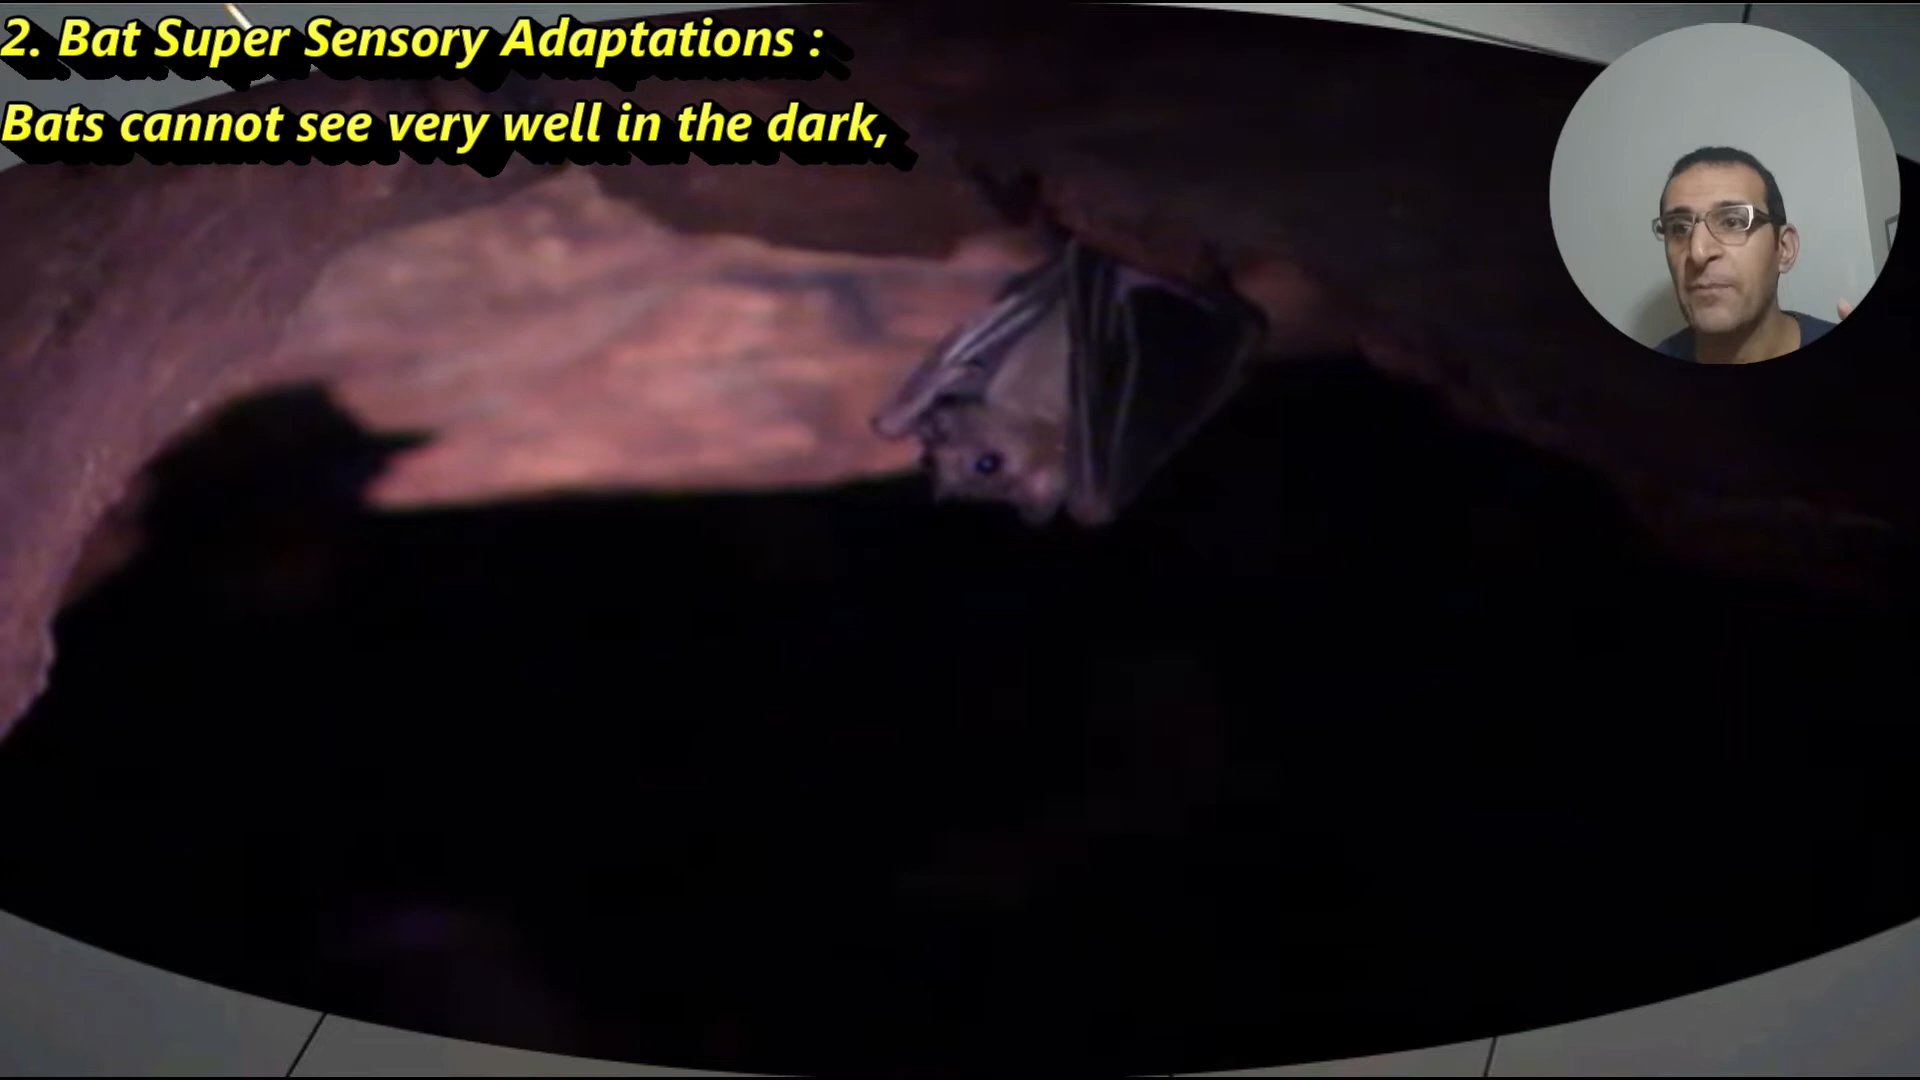 2. Bat Super Sensory Adaptations :
Bats cannot see very well in the dark,